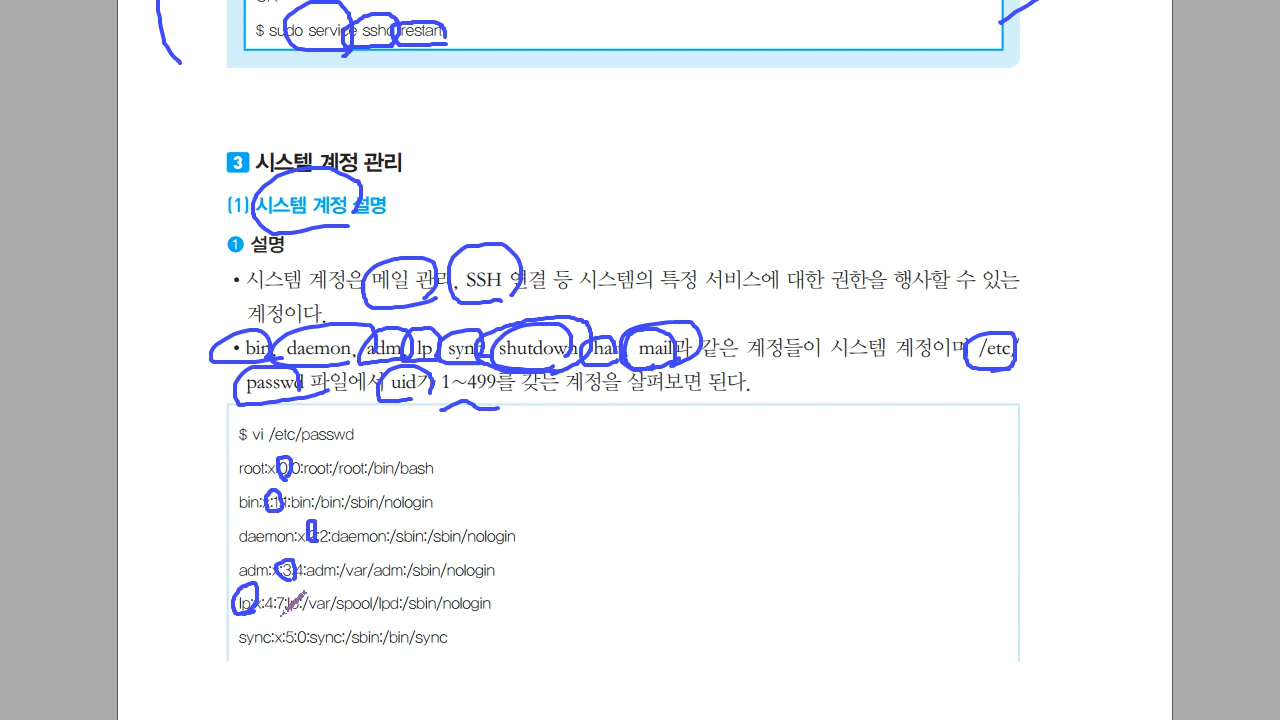 $ sudo service sshd restart
3 시스템 계정 관리
(1) 시스템 계정 설명
1 설명
• 시스템 계정은 메일 관리, SSH 연결 등 시스템의 특정 서비스에 대한 권한을 행사할 수 있는
계정이다.
• bin, daemon, adm, lp, sync, shutdown, halt, mail과 같은 계정들이 시스템 계정이며 /etc/
passwd 파일에서 uid가 1~499를 갖는 계정을 살펴보면 된다.
$ vi /etc/passwd
root:x:0:0:root:/root:/bin/bash
bin:x:1:1:bin:/bin:/sbin/nologin
daemon:x:2:2:daemon:/sbin:/sbin/nologin
adm:x:3:4:adm:/var/adm:/sbin/nologin
lp:x:4:7:lp:/var/spool/lpd:/sbin/nologin
sync:x:5:0:sync:/sbin:/bin/sync